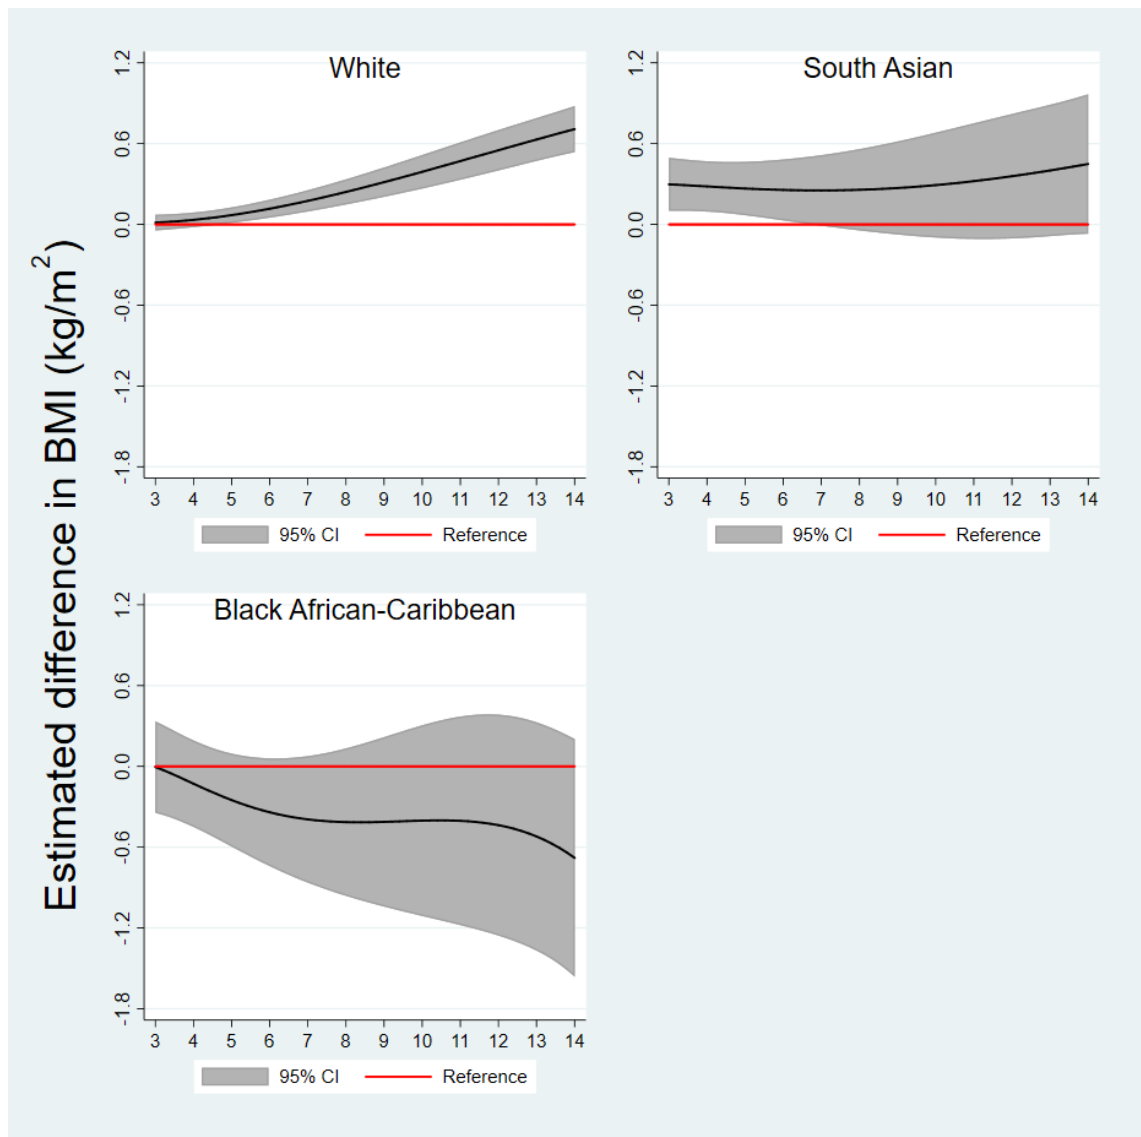 Estimated difference in BMI (kg/m²)
White
1.2
0.6
0.0
-0.6
-1.2
-1.8
3 4 5 6 7 8 9 10 11 12 13 14
95% CI Reference
South Asian
1.2
0.6
0.0
-0.6
-1.2
-1.8
3 4 5 6 7 8 9 10 11 12 13 14
95% CI Reference
Black African-Caribbean
1.2
0.6
0.0
-0.6
-1.2
-1.8
3 4 5 6 7 8 9 10 11 12 13 14
95% CI Reference